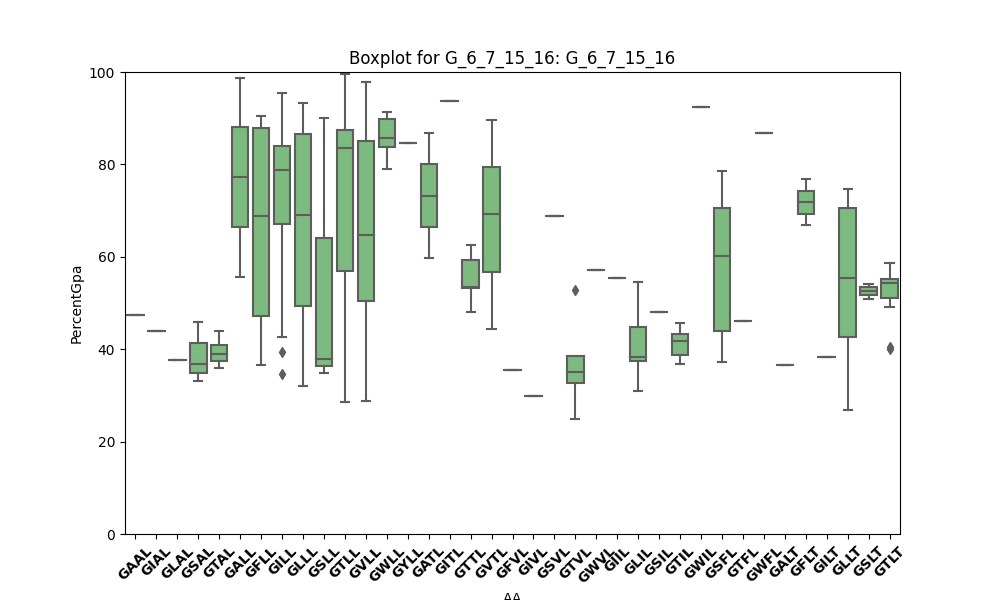 Boxplot for G_6_7_15_16: G_6_7_15_16
100
80
60
40
20
0
PercentGpa
GAAL GIAL GLAL GSAL GTAL GALL GFLL GILL GLLL GSLL GTLL GVLL GWLL GYLL GATL GITL GTTL GVTL GFVL GIVL GSVL GTVL GWVL GIIL GLIL GSIL GTIL GWIL GSFL GTFL GWFL GALT GFLT GILT GLLT GSLT GTLT
AA